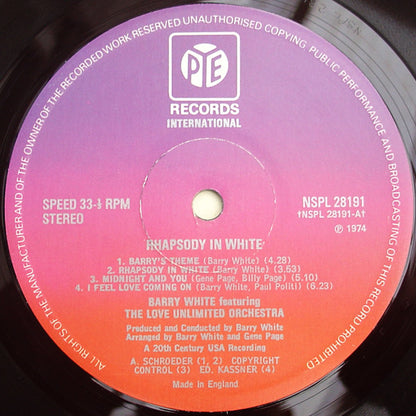 ALL RIGHTS OF THE MANUFACTURER AND OF THE OWNER OF THE RECORDED WORK RESERVED UNAUTHORISED COPYING PUBLIC PERFORMANCE AND BROADCASTING OF THIS RECORD PROHIBITED
PYE
RECORDS
INTERNATIONAL
SPEED 33-⅓ RPM
STEREO
NSPL 28191
†NSPL 28191-A†
Ⓟ 1974
RHAPSODY IN WHITE
1. BARRY'S THEME (Barry White) (4.28)
2. RHAPSODY IN WHITE (Barry White) (3.53)
3. MIDNIGHT AND YOU (Gene Page, Billy Page) (5.10)
4. I FEEL LOVE COMING ON (Barry White, Paul Politi) (6.23)
BARRY WHITE featuring
THE LOVE UNLIMITED ORCHESTRA
Produced and Conducted by Barry White
Arranged by Barry White and Gene Page
A 20th Century USA Recording
A. SCHROEDER (1, 2) COPYRIGHT
CONTROL (3) ED. KASSNER (4)
Made in England